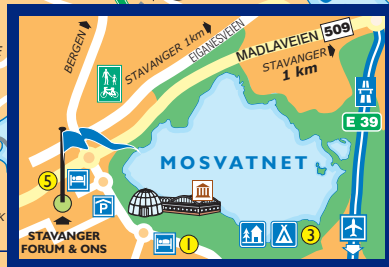 BERGEN
STAVANGER 1km
EIGANESVEIEN
MADLAVEIEN
509
STAVANGER
1 km
E 39
MOSVATNET
5
P
STAVANGER
FORUM & ONS
1
3
K